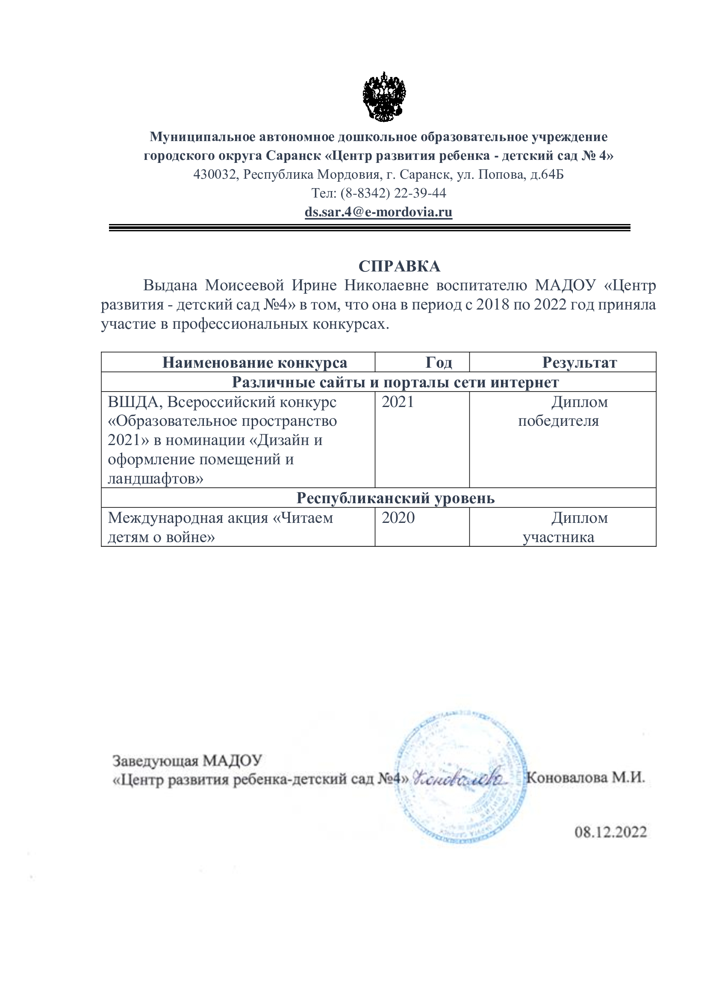 Муниципальное автономное дошкольное образовательное учреждение
городского округа Саранск «Центр развития ребенка - детский сад № 4»
430032, Республика Мордовия, г. Саранск, ул. Попова, д.64Б
Тел: (8-8342) 22-39-44
ds.sar.4@e-mordovia.ru
СПРАВКА
Выдана Моисеевой Ирине Николаевне воспитателю МАДОУ «Центр
развития - детский сад №4» в том, что она в период с 2018 по 2022 год приняла
участие в профессиональных конкурсах.
Наименование конкурса Год Результат
Различные сайты и порталы сети интернет
ВШДА, Всероссийский конкурс 2021 Диплом
«Образовательное пространство победителя
2021» в номинации «Дизайн и
оформление помещений и
ландшафтов»
Республиканский уровень
Международная акция «Читаем 2020 Диплом
детям о войне» участника
Заведующая МАДОУ
«Центр развития ребенка-детский сад №4» Коновалова Коновалова М.И.
08.12.2022